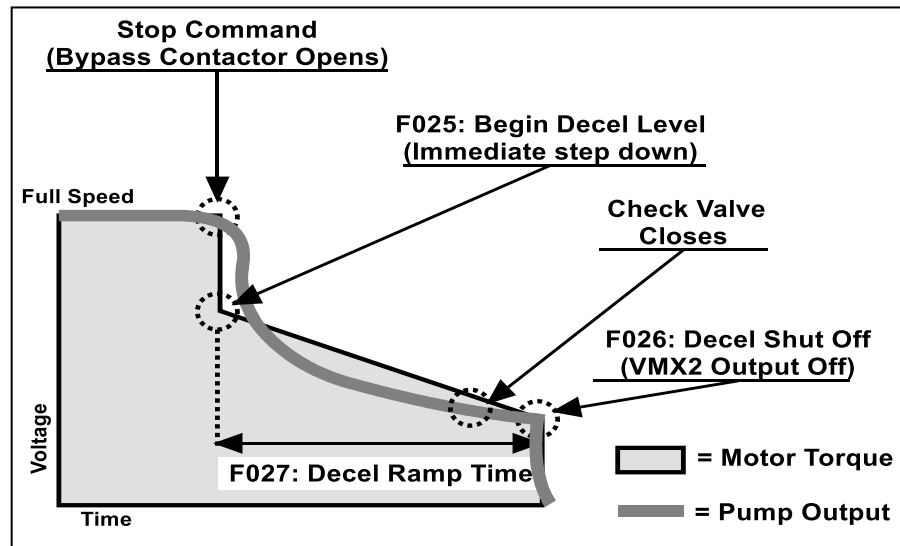 Stop Command
(Bypass Contactor Opens)
F025: Begin Decel Level
(Immediate step down)
Full Speed
Check Valve
Closes
F026: Decel Shut Off
(VMX2 Output Off)
Voltage
F027: Decel Ramp Time
= Motor Torque
= Pump Output
Time